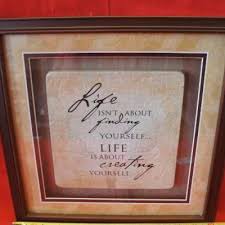 Life
ISN'T ABOUT
finding
YOURSELF...
LIFE
IS ABOUT
creating
YOURSELF.